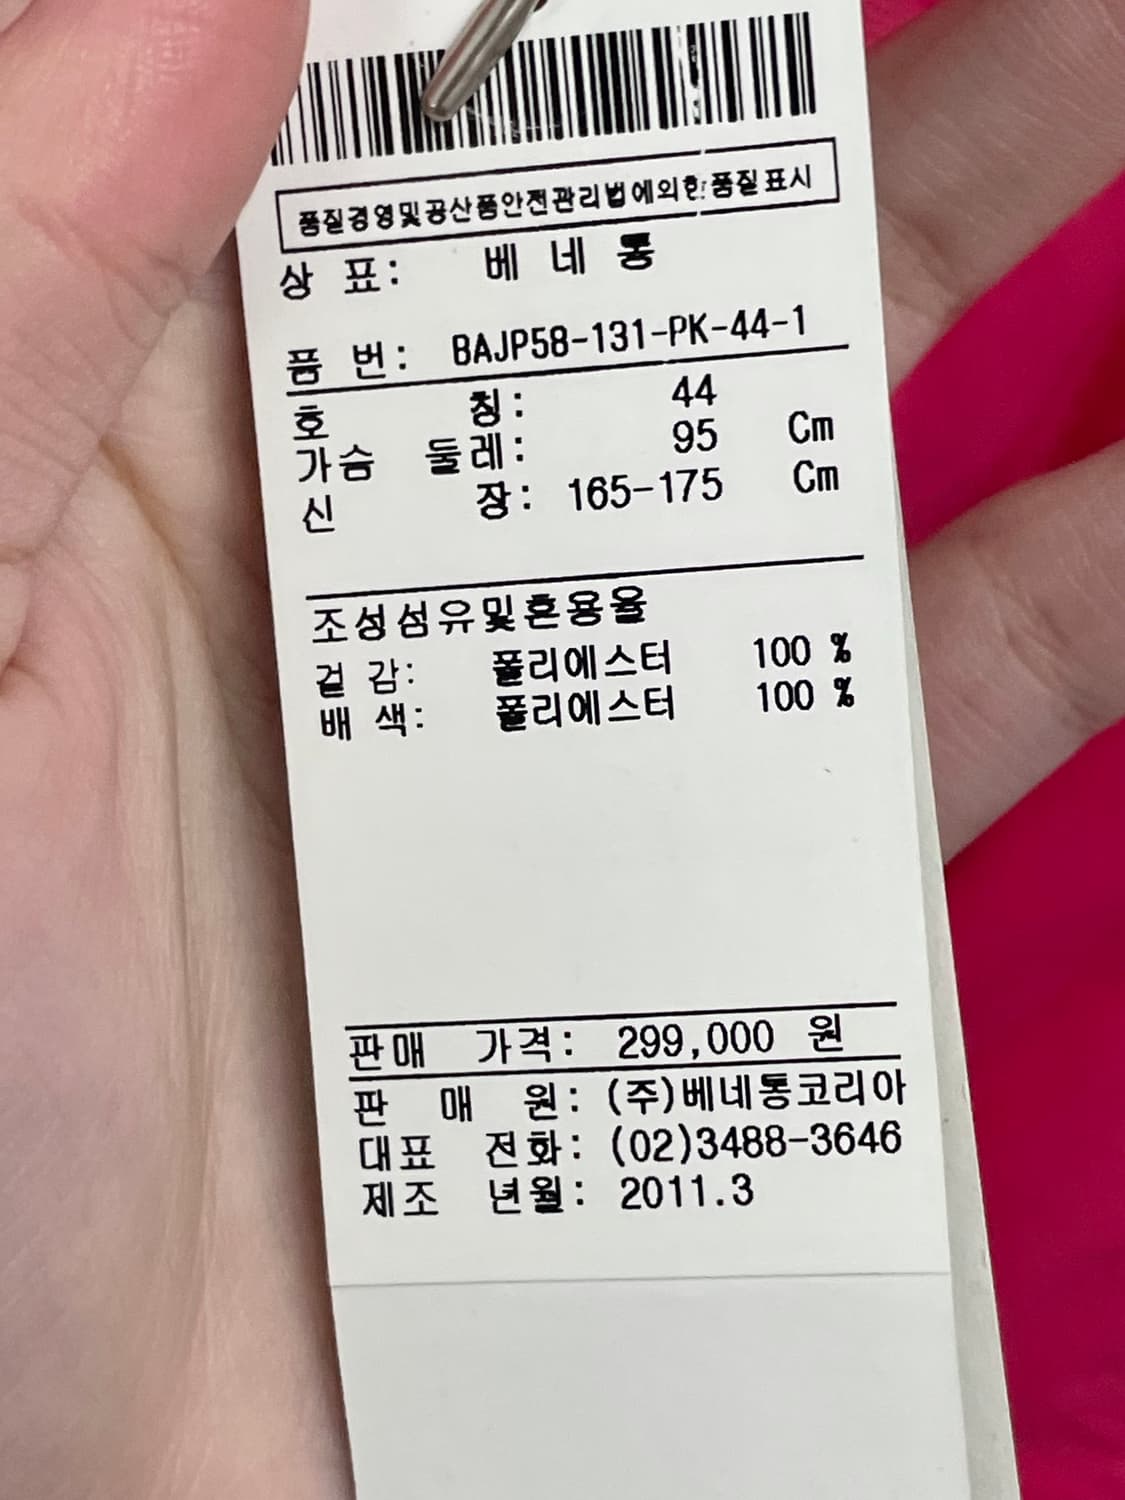 품질경영및공산품안전관리법에의한품질표시
상 표: 베 네 통
품 번: BAJP58-131-PK-44-1
호 칭: 44
가슴 둘레: 95 Cm
신 장: 165-175 Cm
조성섬유및혼용율
겉 감: 폴리에스터 100 %
배 색: 폴리에스터 100 %
판매 가격: 299,000 원
판 매 원: (주)베네통코리아
대표 전화: (02)3488-3646
제조 년월: 2011.3